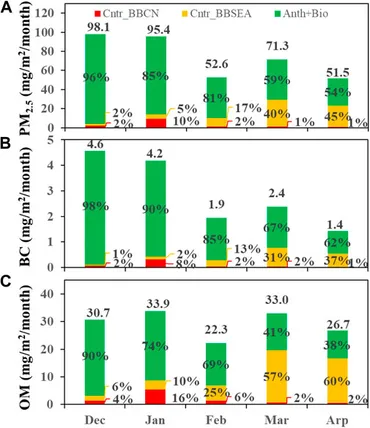 A
Cntr_BBCN Cntr_BBSEA Anth+Bio
PM2.5 (mg/m²/month)
120
100
80
60
40
20
0
98.1 95.4 52.6 71.3 51.5
96% 85% 81% 59% 54%
2% 5% 17% 40% 45%
2% 10% 2% 1% 1%
B
BC (mg/m²/month)
5
4
3
2
1
0
4.6 4.2 1.9 2.4 1.4
98% 90% 85% 67% 62%
1% 2% 13% 31% 37%
2% 8% 2% 2% 1%
C
OM (mg/m²/month)
40
30
20
10
0
30.7 33.9 22.3 33.0 26.7
90% 74% 69% 41% 38%
6% 10% 25% 57% 60%
4% 16% 6% 2% 2%
Dec Jan Feb Mar Arp